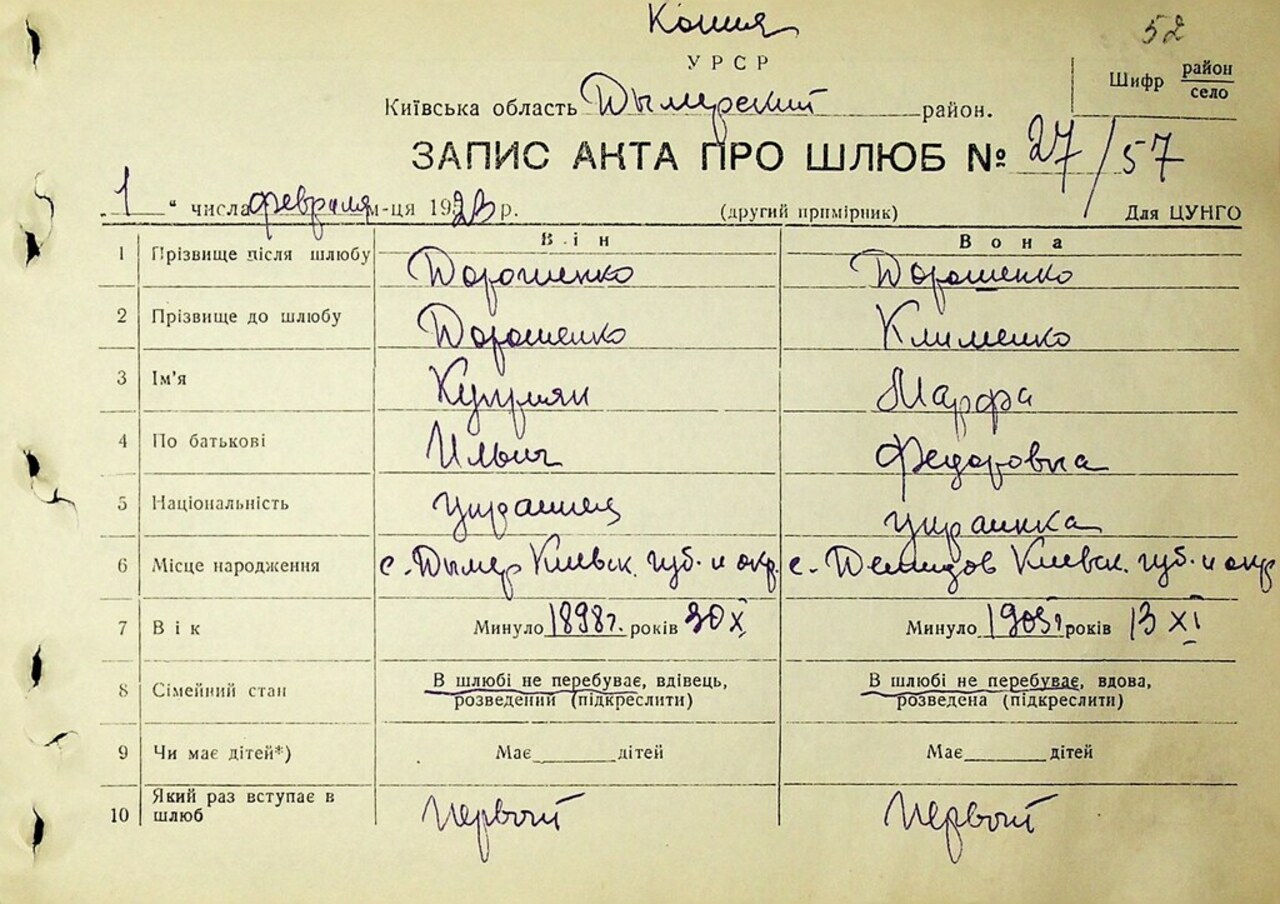 Копия
52
УРСР
Шифр район
село
Київська область Дымерский район.
ЗАПИС АКТА ПРО ШЛЮБ № 27/57
„ 1 “ числа февраля м-ця 1923 р.
(другий примірник)
Для ЦУНГО
Він Вона
1 Прізвище після шлюбу Дорошенко Дорошенко
2 Прізвище до шлюбу Дорошенко Клименко
3 Ім'я Куприян Марфа
4 По батькові Ильич Федоровна
5 Національність украинец украинка
6 Місце народження с. Дымер Киевск. губ. и окр. с. Демидов Киевск. губ. и окр
7 Вік Минуло 1898 г. років 30 X Минуло 1905 г років 13 XI
8 Сімейний стан В шлюбі не перебуває, вдівець, В шлюбі не перебуває, вдова,
розведений (підкреслити) розведена (підкреслити)
9 Чи має дітей*) Має дітей Має дітей
10 Який раз вступає в шлюб Первый Первый